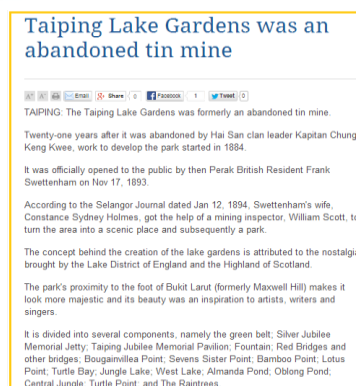 Taiping Lake Gardens was an
abandoned tin mine
A+ A- Email Share 0 Facebook 1 Tweet 0
TAIPING: The Taiping Lake Gardens was formerly an abandoned tin mine.
Twenty-one years after it was abandoned by Hai San clan leader Kapitan Chung
Keng Kwee, work to develop the park started in 1884.
It was officially opened to the public by then Perak British Resident Frank
Swettenham on Nov 17, 1893.
According to the Selangor Journal dated Jan 12, 1894, Swettenham's wife,
Constance Sydney Holmes, got the help of a mining inspector, William Scott, to
turn the area into a scenic place and subsequently a park.
The concept behind the creation of the lake gardens is attributed to the nostalgia
brought by the Lake District of England and the Highland of Scotland.
The park's proximity to the foot of Bukit Larut (formerly Maxwell Hill) makes it
look more majestic and its beauty was an inspiration to artists, writers and
singers.
It is divided into several components, namely the green belt; Silver Jubilee
Memorial Jetty; Taiping Jubilee Memorial Pavilion; Fountain; Red Bridges and
other bridges; Bougainvillea Point; Sevens Sister Point; Bamboo Point; Lotus
Point; Turtle Bay; Jungle Lake; West Lake; Almanda Pond; Oblong Pond;
Central Jungle; Turtle Point; and The Raintrees.